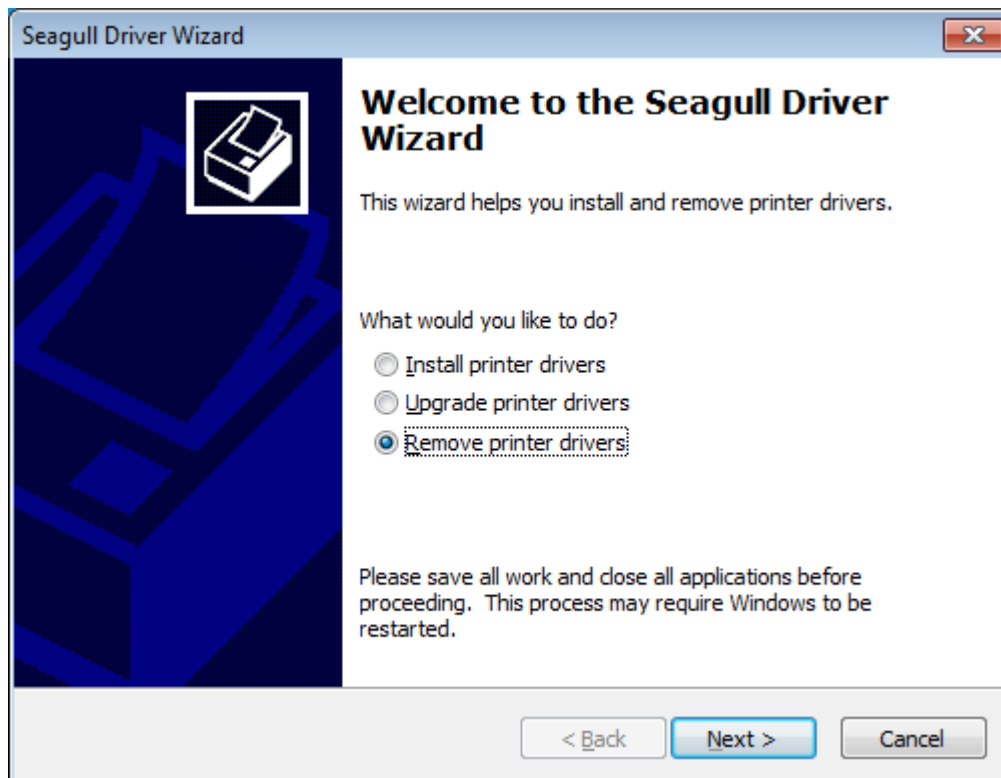 Seagull Driver Wizard
Welcome to the Seagull Driver
Wizard
This wizard helps you install and remove printer drivers.
What would you like to do?
Install printer drivers
Upgrade printer drivers
Remove printer drivers
Please save all work and close all applications before
proceeding.  This process may require Windows to be
restarted.
< Back
Next >
Cancel